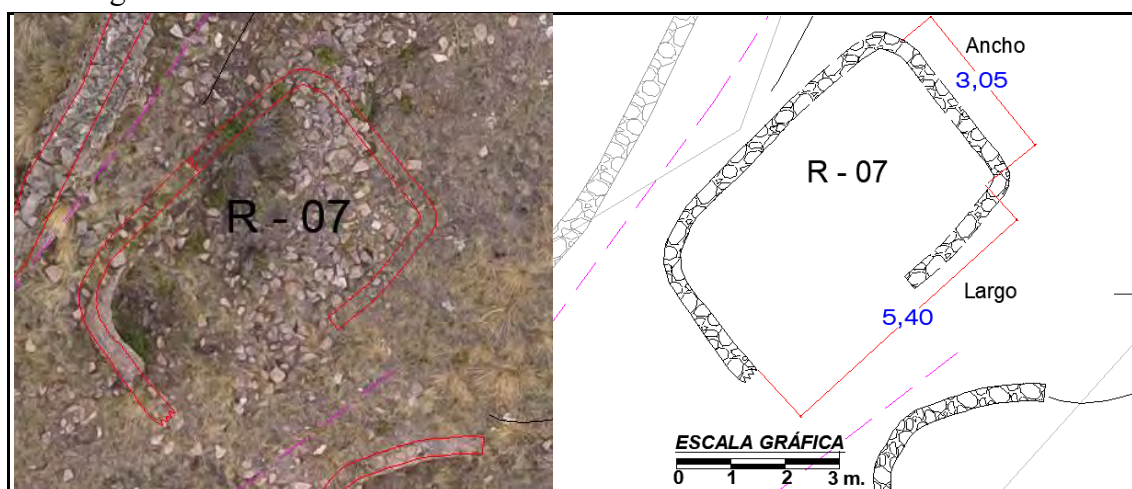 R - 07
Ancho
3,05
R - 07
Largo
5,40
ESCALA GRÁFICA
0 1 2 3 m.